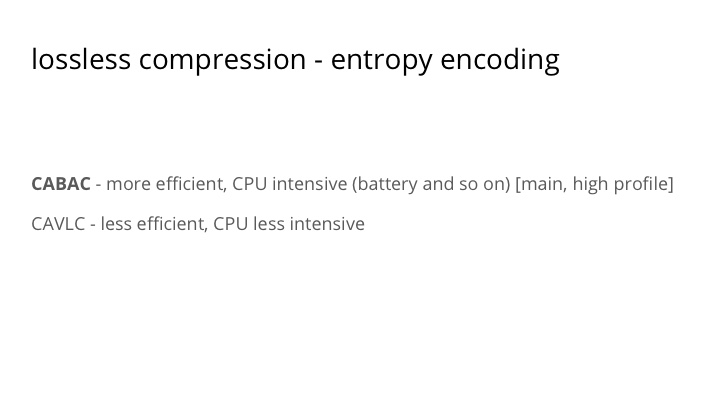 lossless compression - entropy encoding
CABAC - more efficient, CPU intensive (battery and so on) [main, high profile]
CAVLC - less efficient, CPU less intensive